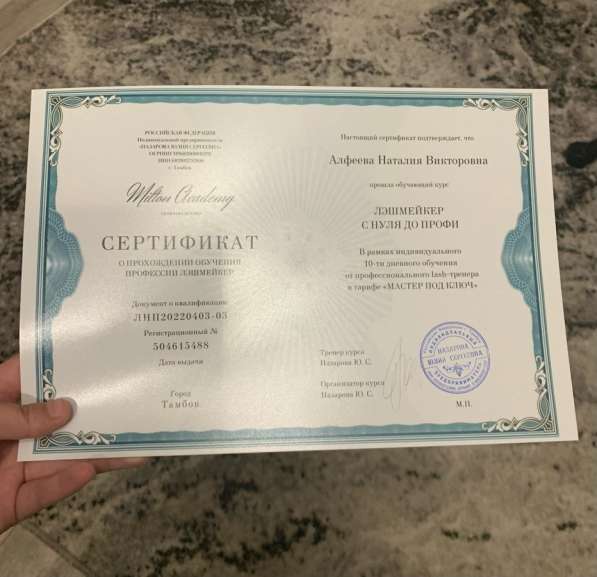 РОССИЙСКАЯ ФЕДЕРАЦИЯ
Индивидуальный предприниматель
«НАЗАРОВА ЮЛИЯ СЕРГЕЕВНА»
г. Тамбов
Milton Academy
СЕРТИФИКАТ
О ПРОХОЖДЕНИИ ОБУЧЕНИЯ
ПРОФЕССИИ ЛЭШМЕЙКЕР
Документ о квалификации
ЛНП20220403-03
Регистрационный №
504615488
Дата выдачи
Город
Тамбов
Настоящий сертификат подтверждает, что
Алфеева Наталия Викторовна
прошла обучающий курс
ЛЭШМЕЙКЕР
С НУЛЯ ДО ПРОФИ
В рамках индивидуального
10-ти дневного обучения
от профессионального lash-тренера
в тарифе «МАСТЕР ПОД КЛЮЧ»
Тренер курса
Назарова Ю. С.
Организатор курса
Назарова Ю. С.
М.П.
ИНДИВИДУАЛЬНЫЙ
НАЗАРОВА
ЮЛИЯ СЕРГЕЕВНА
ПРЕДПРИНИМАТЕЛЬ